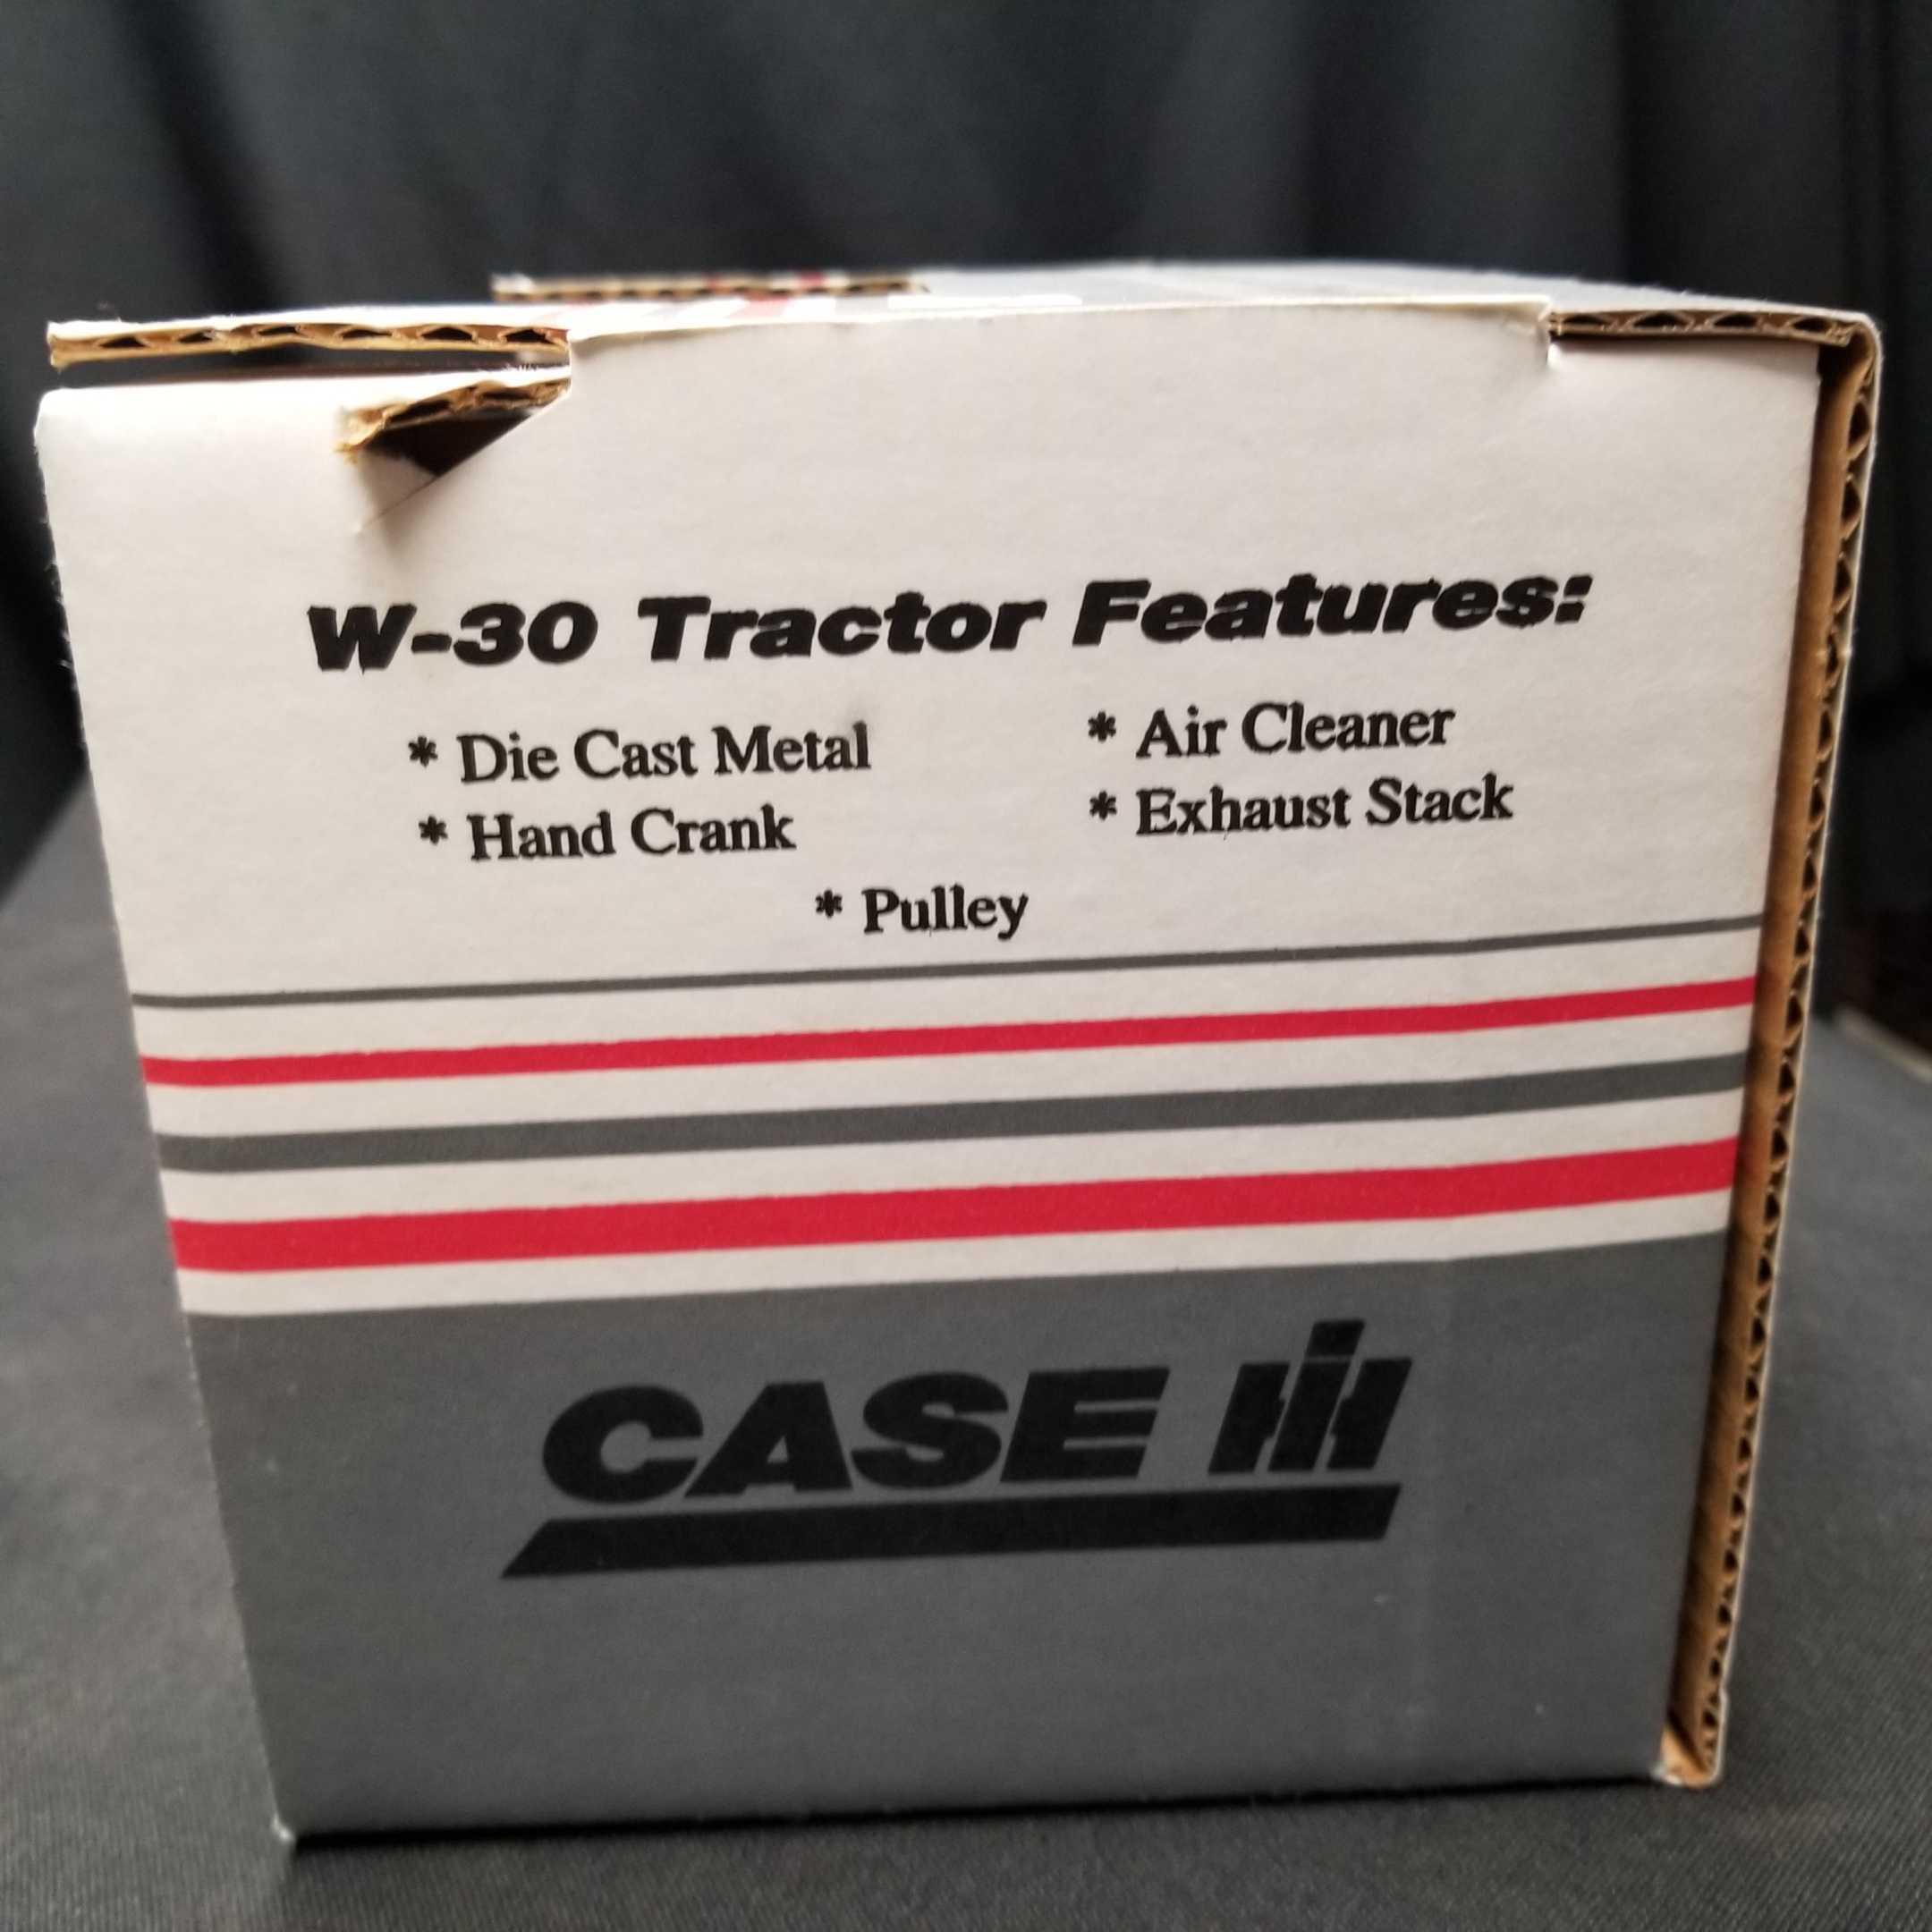 W-30 Tractor Features:
* Die Cast Metal * Air Cleaner
* Hand Crank * Exhaust Stack
* Pulley
CASE IH